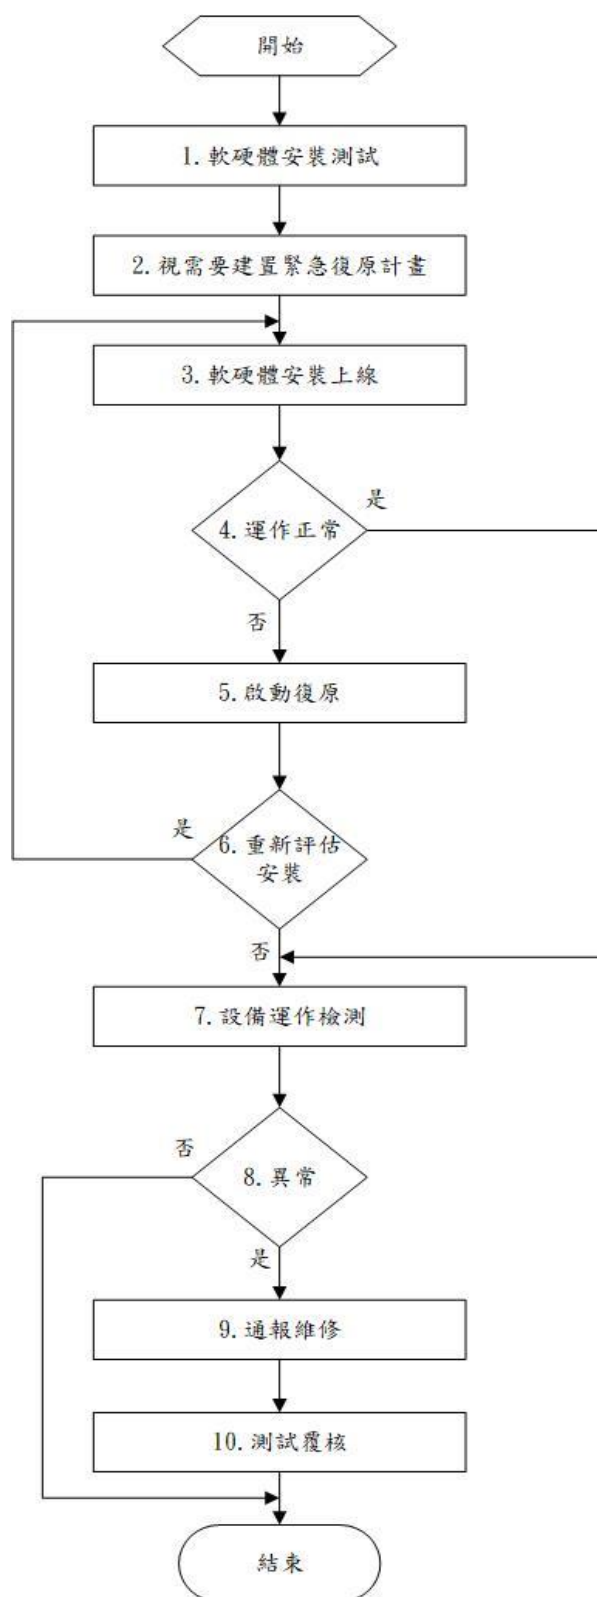 開始
1.軟硬體安裝測試
2.視需要建置緊急復原計畫
3.軟硬體安裝上線
是
4.運作正常
否
5.啟動復原
是
6.重新評估
安裝
否
7.設備運作檢測
否
8.異常
是
9.通報維修
10.測試覆核
結束